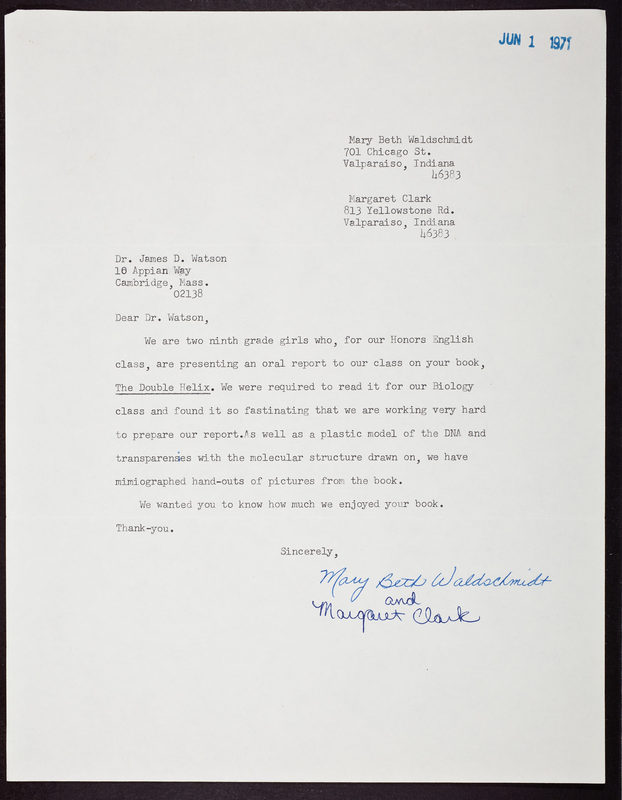 JUN 1 1971
Mary Beth Waldschmidt
701 Chicago St.
Valparaiso, Indiana
46383
Margaret Clark
813 Yellowstone Rd.
Valparaiso, Indiana
46383
Dr. James D. Watson
10 Appian Way
Cambridge, Mass.
02138
Dear Dr. Watson,
We are two ninth grade girls who, for our Honors English
class, are presenting an oral report to our class on your book,
The Double Helix. We were required to read it for our Biology
class and found it so fastinating that we are working very hard
to prepare our report.As well as a plastic model of the DNA and
transparensies with the molecular structure drawn on, we have
mimiographed hand-outs of pictures from the book.
We wanted you to know how much we enjoyed your book.
Thank-you.
Sincerely,
Mary Beth Waldschmidt
and
Margaret Clark